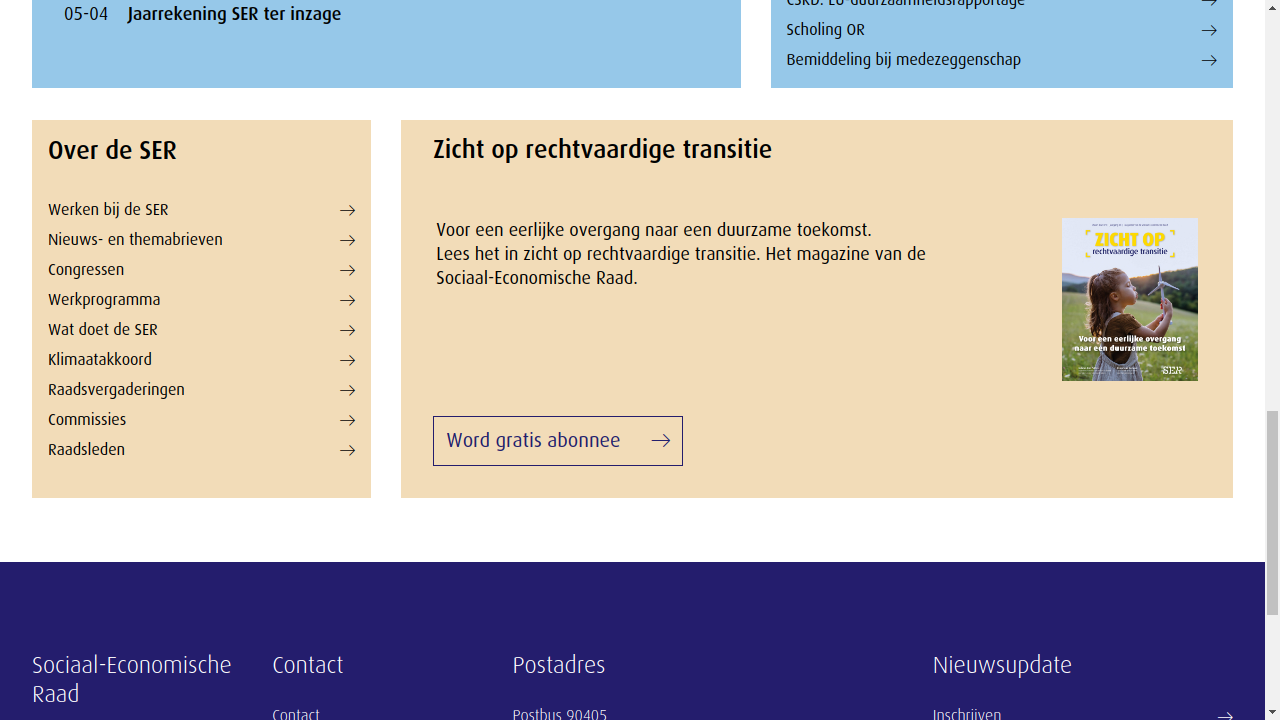 05-04 Jaarrekening SER ter inzage
CSRD: EU-duurzaamheidsrapportage
Scholing OR
Bemiddeling bij medezeggenschap
Over de SER
Werken bij de SER
Nieuws- en themabrieven
Congressen
Werkprogramma
Wat doet de SER
Klimaatakkoord
Raadsvergaderingen
Commissies
Raadsleden
Zicht op rechtvaardige transitie
Voor een eerlijke overgang naar een duurzame toekomst.
Lees het in zicht op rechtvaardige transitie. Het magazine van de
Sociaal-Economische Raad.
ZICHT OP
rechtvaardige transitie
Voor een eerlijke overgang
naar een duurzame toekomst
SER
Word gratis abonnee
Sociaal-Economische
Raad
Contact
Contact
Postadres
Postbus 90405
Nieuwsupdate
Inschrijven